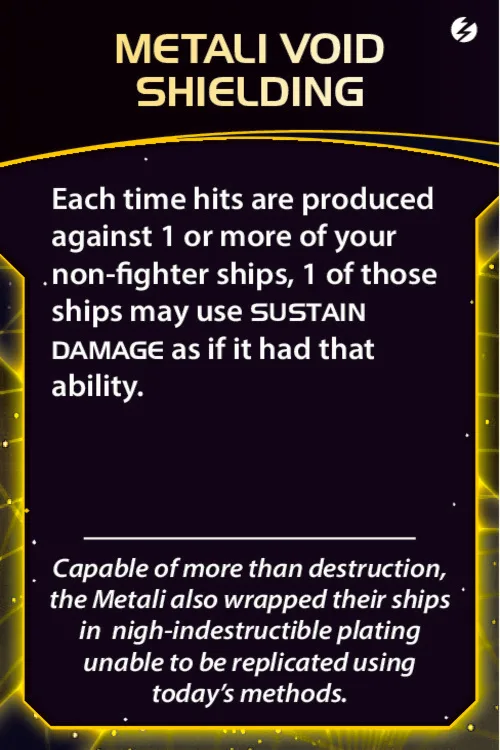 METALI VOID
SHIELDING
Each time hits are produced
against 1 or more of your
non-fighter ships, 1 of those
ships may use SUSTAIN
DAMAGE as if it had that
ability.
Capable of more than destruction,
the Metali also wrapped their ships
in nigh-indestructible plating
unable to be replicated using
today's methods.